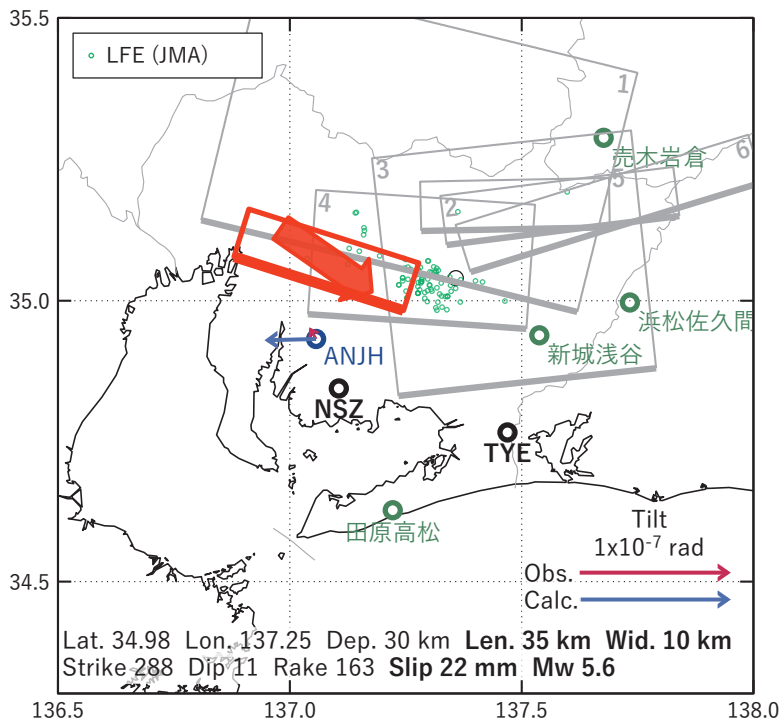 35.5
LFE (JMA)
1
売木岩倉
6
3
5
4
2
35.0
浜松佐久間
新城浅谷
ANJH
NSZ
TYE
田原高松
Tilt
1x10-7 rad
34.5
Obs.
Calc.
Lat. 34.98 Lon. 137.25 Dep. 30 km Len. 35 km Wid. 10 km
Strike 288 Dip 11 Rake 163 Slip 22 mm Mw 5.6
136.5 137.0 137.5 138.0